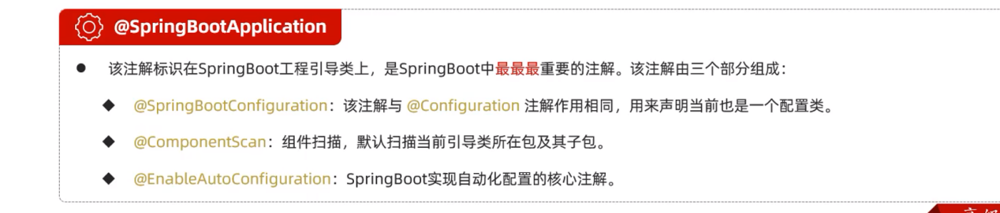 @SpringBootApplication
该注解标识在SpringBoot工程引导类上，是SpringBoot中最最最重要的注解。该注解由三个部分组成：
@SpringBootConfiguration：该注解与 @Configuration 注解作用相同，用来声明当前也是一个配置类。
@ComponentScan：组件扫描，默认扫描当前引导类所在包及其子包。
@EnableAutoConfiguration：SpringBoot实现自动化配置的核心注解。